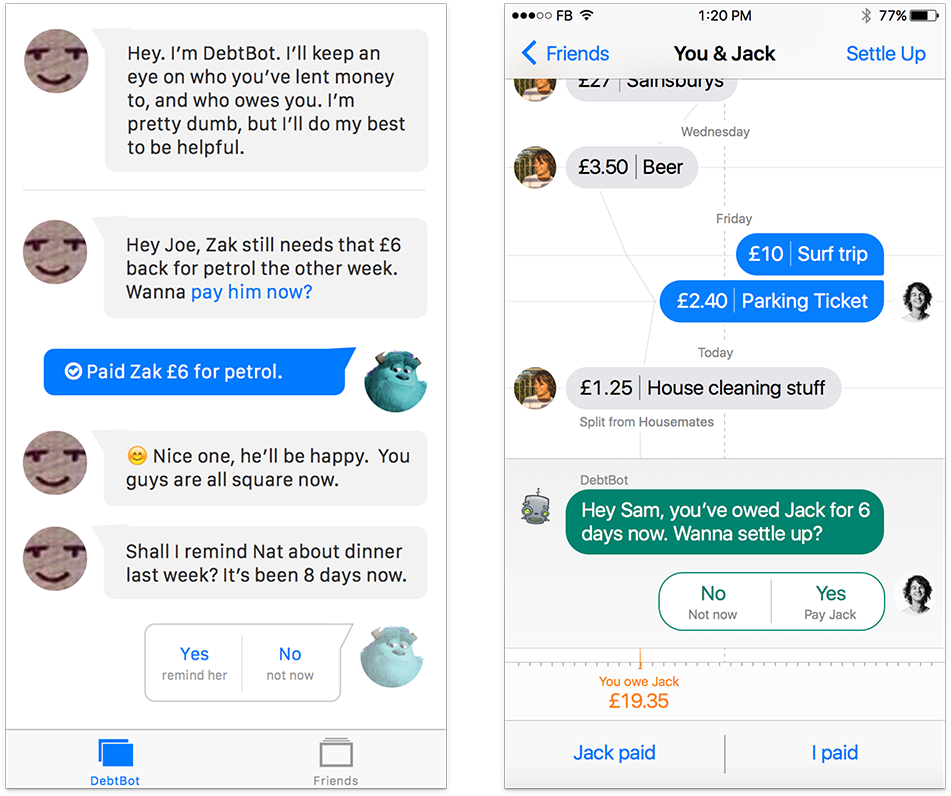 Hey. I’m DebtBot. I’ll keep an
eye on who you’ve lent money
to, and who owes you. I’m
pretty dumb, but I’ll do my best
to be helpful.
Hey Joe, Zak still needs that £6
back for petrol the other week.
Wanna pay him now?
Paid Zak £6 for petrol.
😊 Nice one, he’ll be happy. You
guys are all square now.
Shall I remind Nat about dinner
last week? It’s been 8 days now.
Yes No
remind her not now
DebtBot Friends
FB 1:20 PM 77%
Friends You & Jack Settle Up
£27 Sainsburys
Wednesday
£3.50 Beer
Friday
£10 Surf trip
£2.40 Parking Ticket
Today
£1.25 House cleaning stuff
Split from Housemates
DebtBot
Hey Sam, you’ve owed Jack for 6
days now. Wanna settle up?
No Yes
Not now Pay Jack
You owe Jack
£19.35
Jack paid I paid